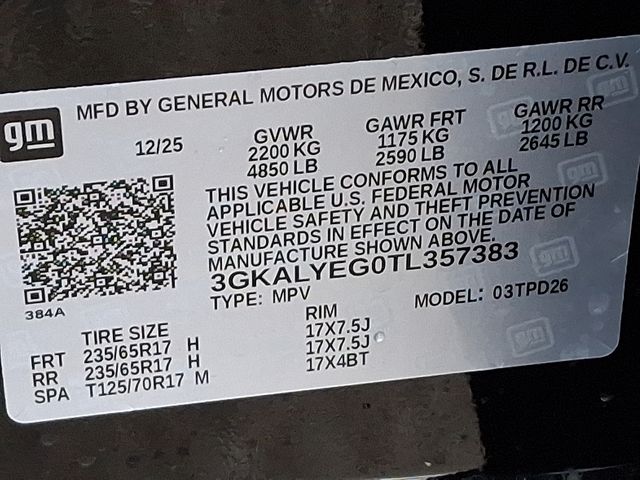 MFD BY GENERAL MOTORS DE MEXICO, S. DE R.L. DE C.V.
gm
12/25
GVWR
2200 KG
4850 LB
GAWR FRT
1175 KG
2590 LB
GAWR RR
1200 KG
2645 LB
THIS VEHICLE CONFORMS TO ALL
APPLICABLE U.S. FEDERAL MOTOR
VEHICLE SAFETY AND THEFT PREVENTION
STANDARDS IN EFFECT ON THE DATE OF
MANUFACTURE SHOWN ABOVE.
3GKALYEG0TL357383
TYPE: MPV
MODEL: 03TPD26
384A
TIRE SIZE
RIM
FRT 235/65R17 H 17X7.5J
RR 235/65R17 H 17X7.5J
SPA T125/70R17 M 17X4BT